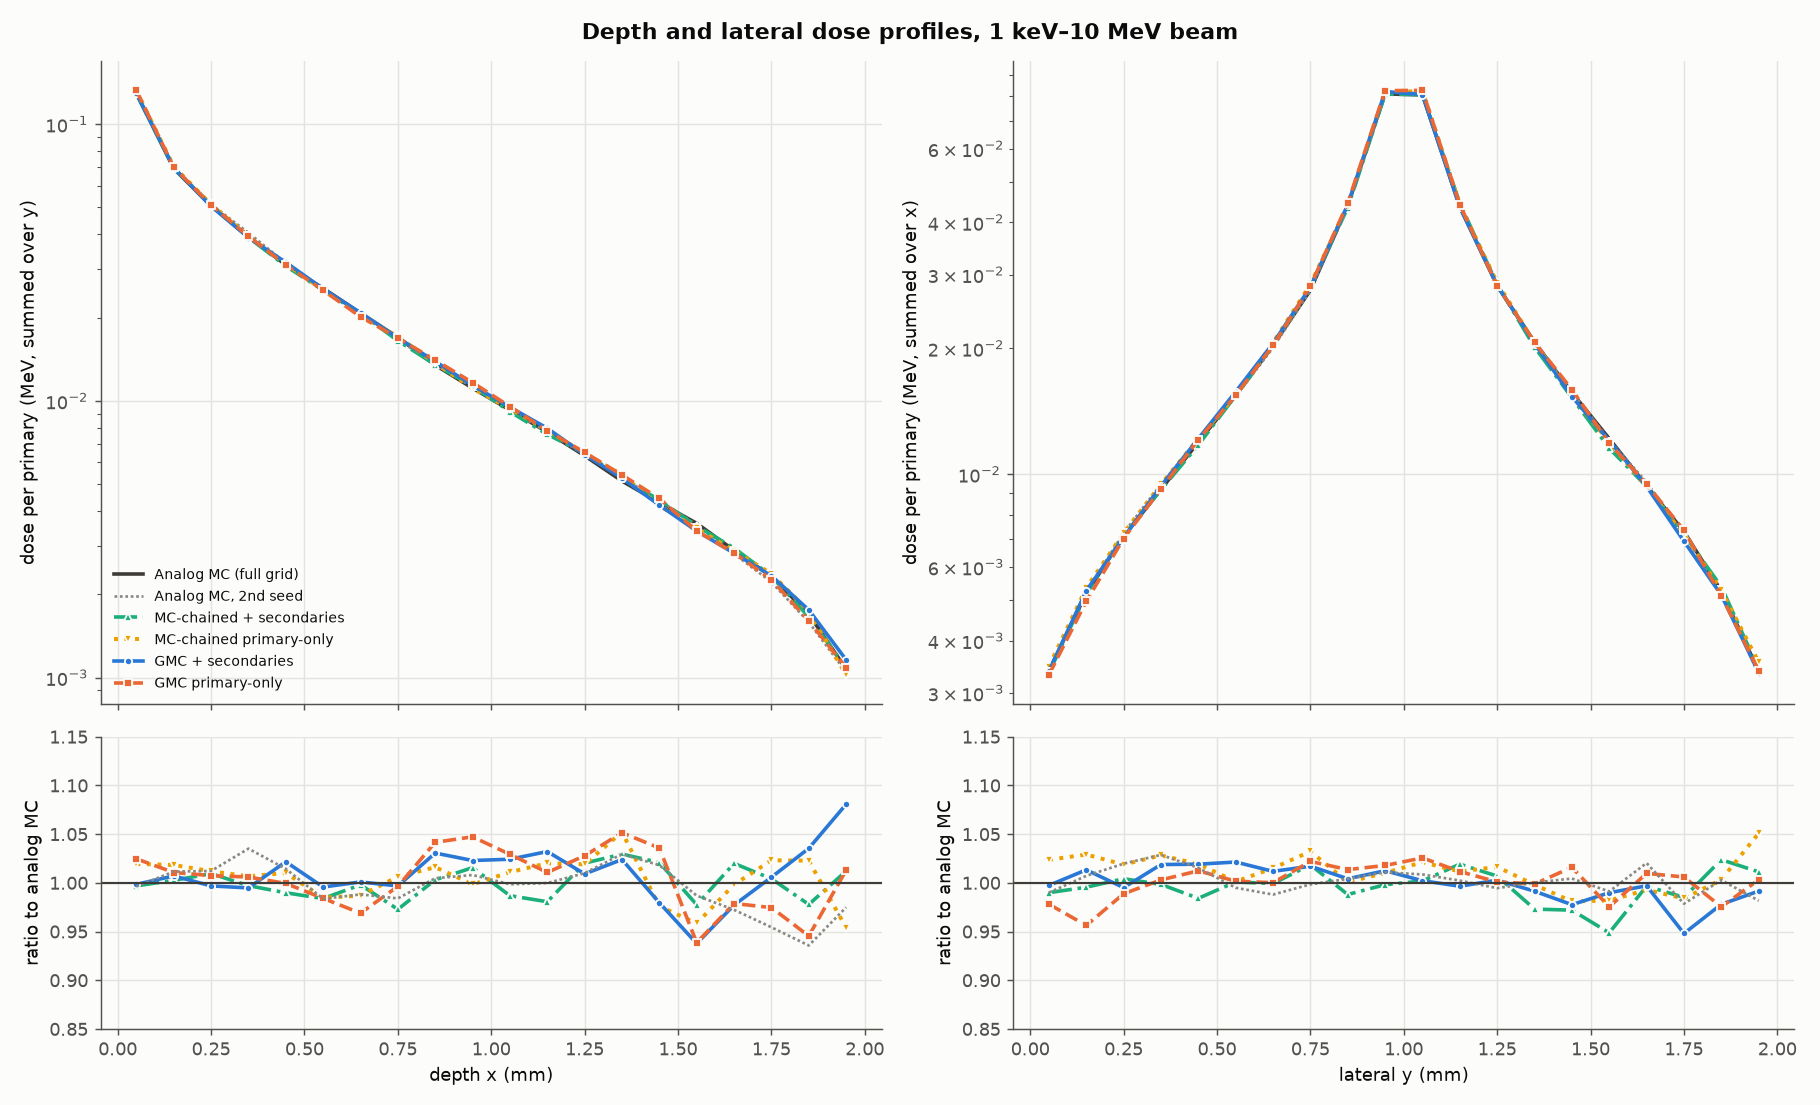 Depth and lateral dose profiles, 1 keV–10 MeV beam
dose per primary (MeV, summed over y)
10⁻¹
10⁻²
10⁻³
Analog MC (full grid)
Analog MC, 2nd seed
MC-chained + secondaries
MC-chained primary-only
GMC + secondaries
GMC primary-only
dose per primary (MeV, summed over x)
6 × 10⁻²
4 × 10⁻²
3 × 10⁻²
2 × 10⁻²
10⁻²
6 × 10⁻³
4 × 10⁻³
3 × 10⁻³
ratio to analog MC
1.15
1.10
1.05
1.00
0.95
0.90
0.85
0.00 0.25 0.50 0.75 1.00 1.25 1.50 1.75 2.00
depth x (mm)
ratio to analog MC
1.15
1.10
1.05
1.00
0.95
0.90
0.85
0.00 0.25 0.50 0.75 1.00 1.25 1.50 1.75 2.00
lateral y (mm)